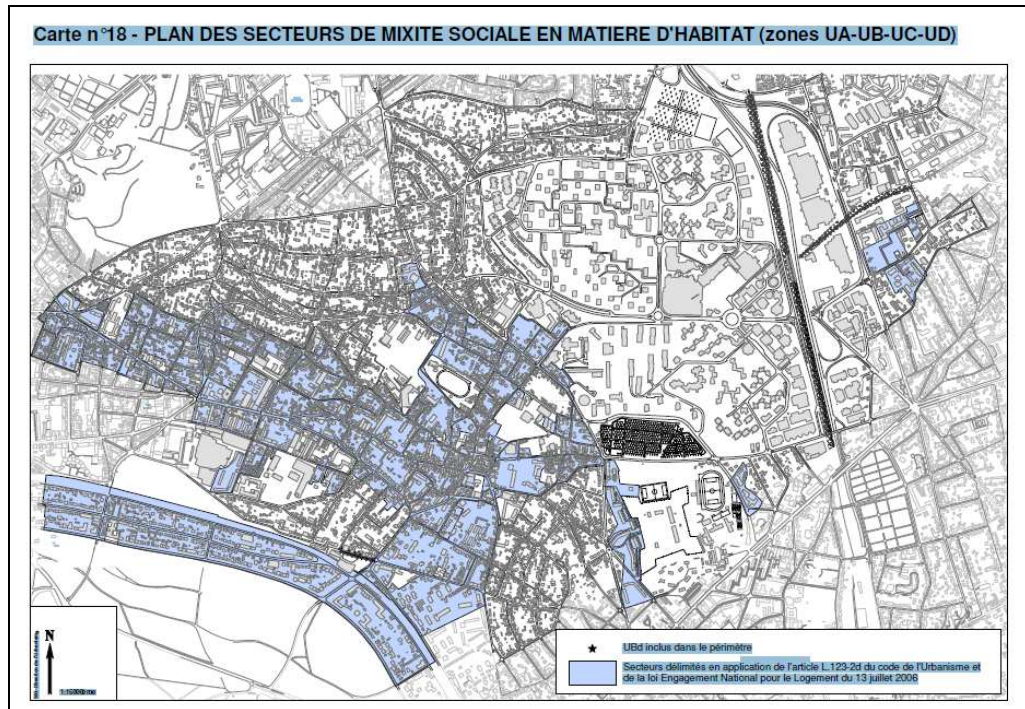 Carte n°18 - PLAN DES SECTEURS DE MIXITE SOCIALE EN MATIERE D'HABITAT (zones UA-UB-UC-UD)
N
1:15000ème
UBd inclus dans le périmètre
Secteurs délimités en application de l'article L.123-2d du code de l'Urbanisme et
de la loi Engagement National pour le Logement du 13 juillet 2006